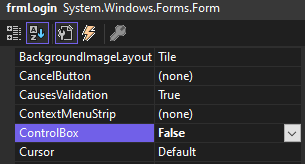 frmLogin System.Windows.Forms.Form
BackgroundImageLayout Tile
CancelButton (none)
CausesValidation True
ContextMenuStrip (none)
ControlBox False
Cursor Default